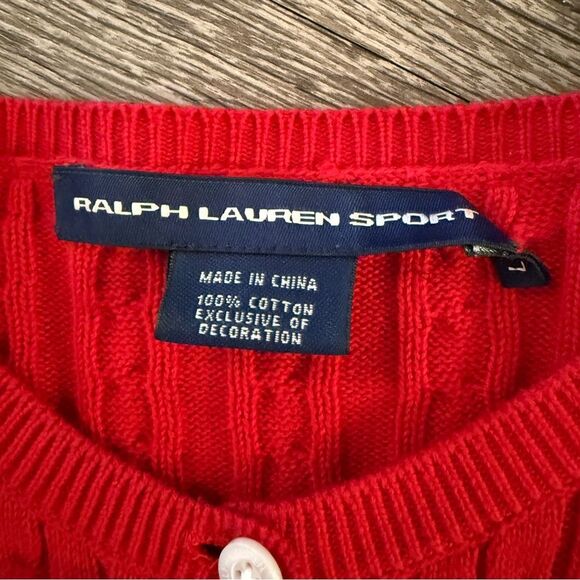 RALPH LAUREN SPORT
L
MADE IN CHINA
100% COTTON
EXCLUSIVE OF
DECORATION